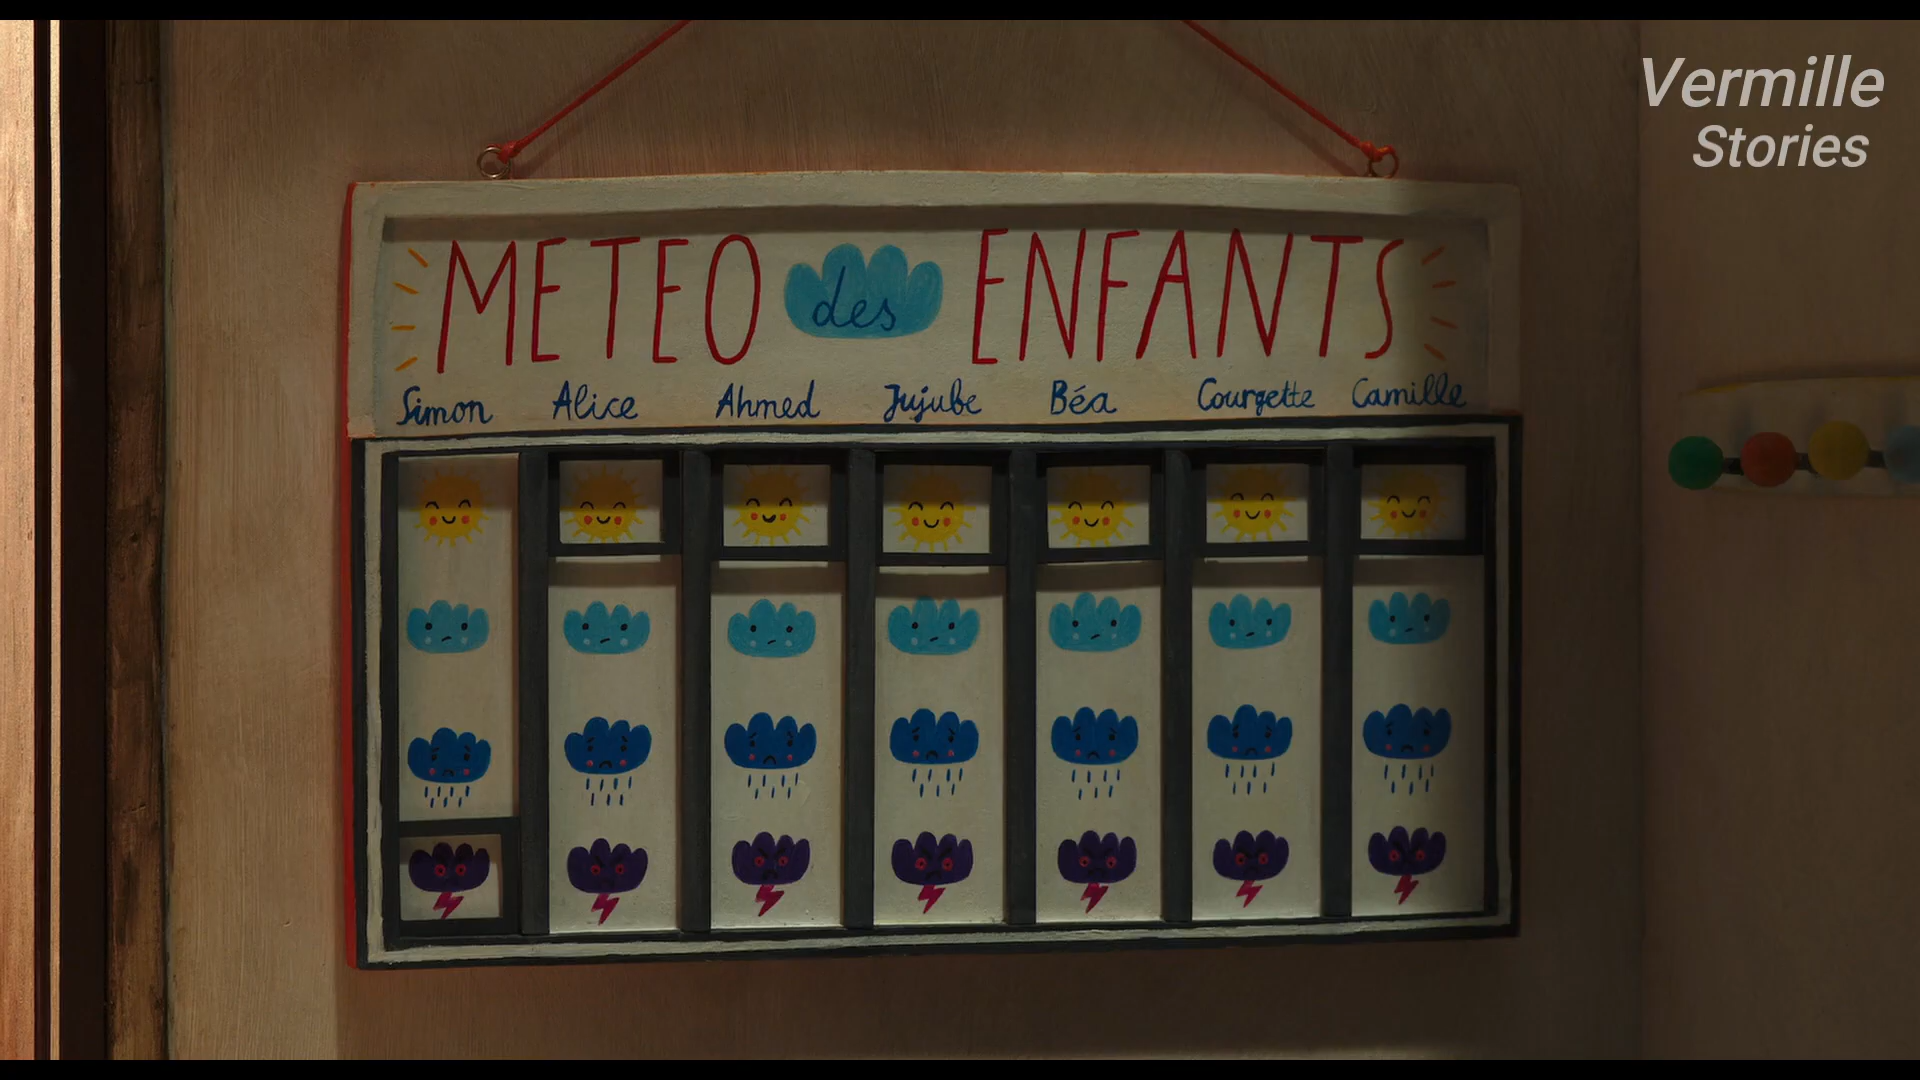 Vermille
Stories
METEO des ENFANTS
Simon Alice Ahmed Jujube Béa Courgette Camille